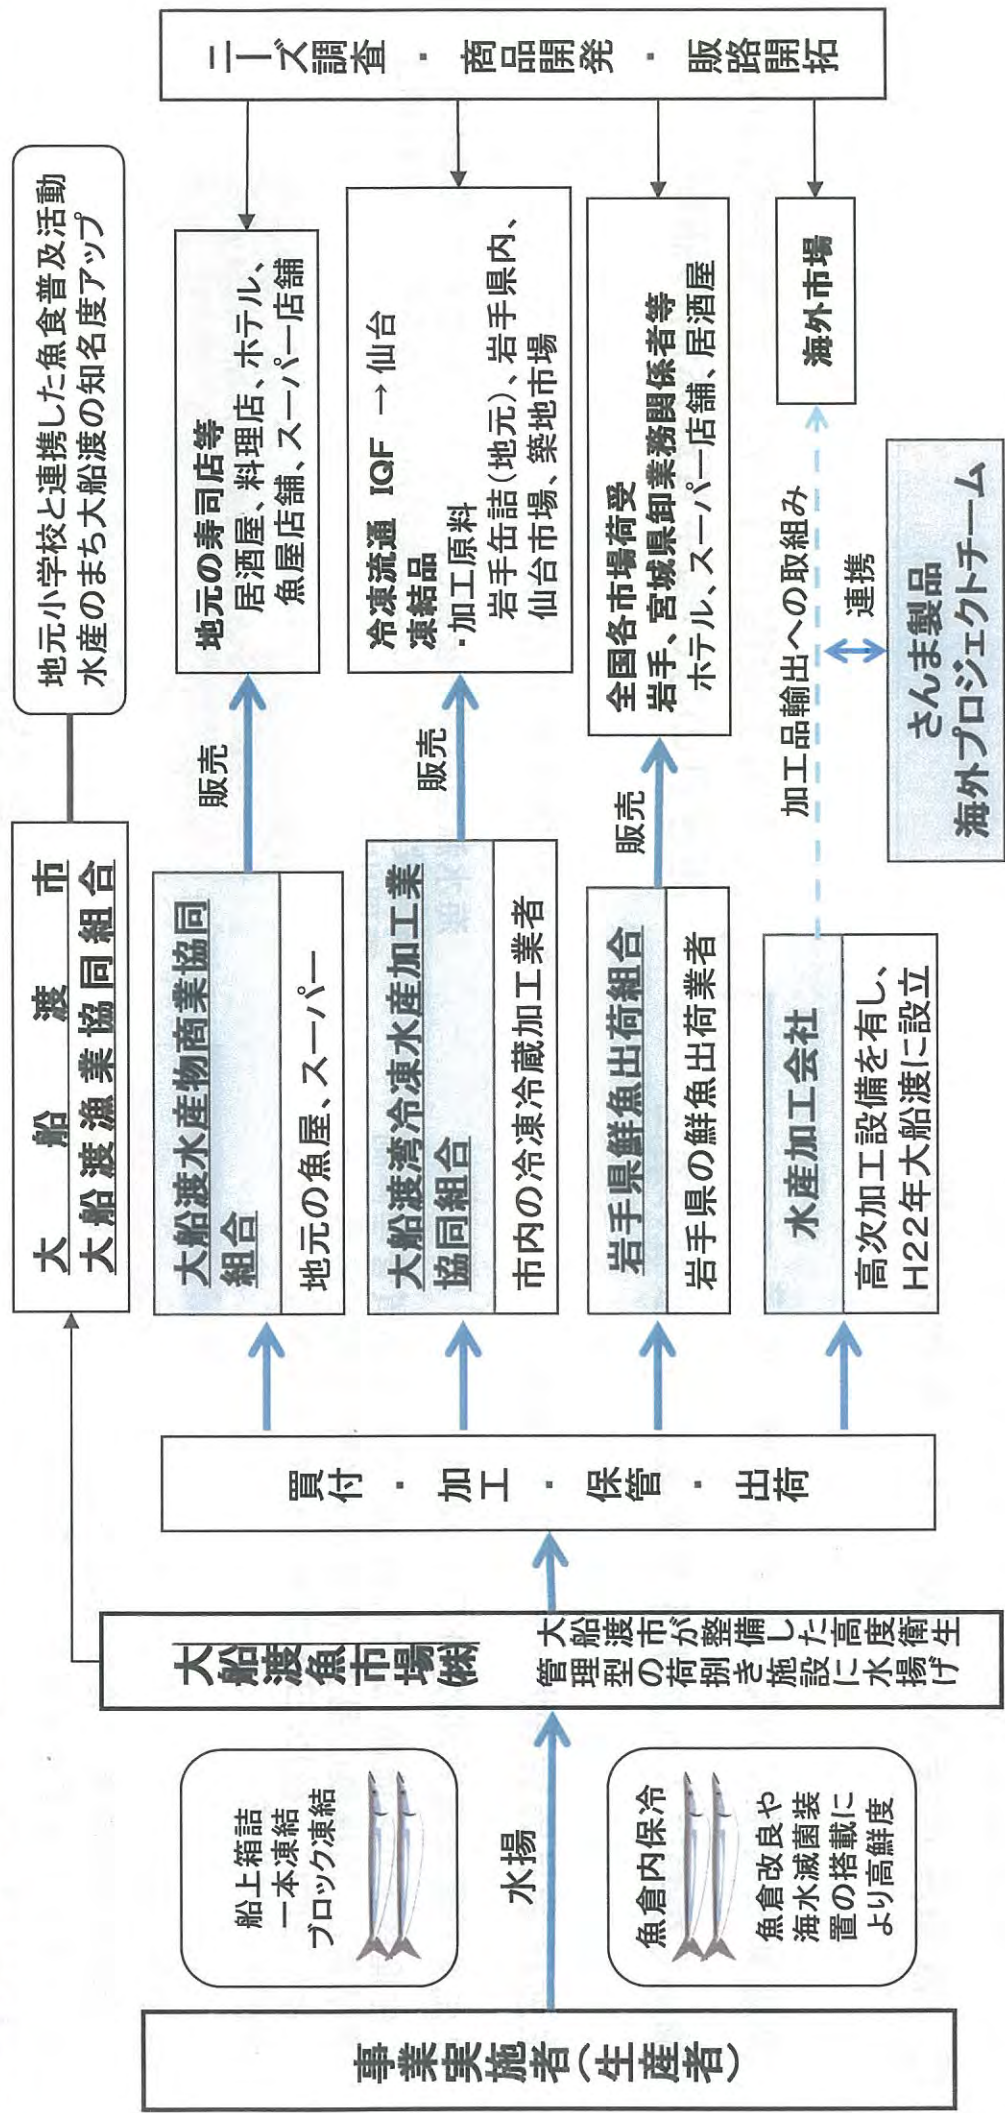 事業実施者(生産者)
船上箱詰
一本凍結
ブロック凍結
水揚
魚倉内保冷
魚倉改良や
海水滅菌装
置の搭載に
より高鮮度
大船渡魚市場㈱
大船渡市が整備した高度衛生
管理型の荷捌き施設に水揚げ
買付・加工・保管・出荷
大船渡市
大船渡漁業協同組合
地元小学校と連携した魚食普及活動
水産のまち大船渡の知名度アップ
大船渡水産物商業協同
組合
地元の魚屋、スーパー
販売
地元の寿司店等
居酒屋、料理店、ホテル、
魚屋店舗、スーパー店舗
大船渡湾冷凍水産加工業
協同組合
市内の冷凍冷蔵加工業者
販売
冷凍流通 IQF → 仙台
凍結品
・加工原料
岩手缶詰(地元)、岩手県内、
仙台市場、築地市場
岩手県鮮魚出荷組合
岩手県の鮮魚出荷業者
販売
全国各市場荷受
岩手、宮城県卸業務関係者等
ホテル、スーパー店舗、居酒屋
水産加工会社
高次加工設備を有し、
H22年大船渡に設立
加工品輸出への取組み
海外市場
連携
さんま製品
海外プロジェクトチーム
ニーズ調査・商品開発・販路開拓